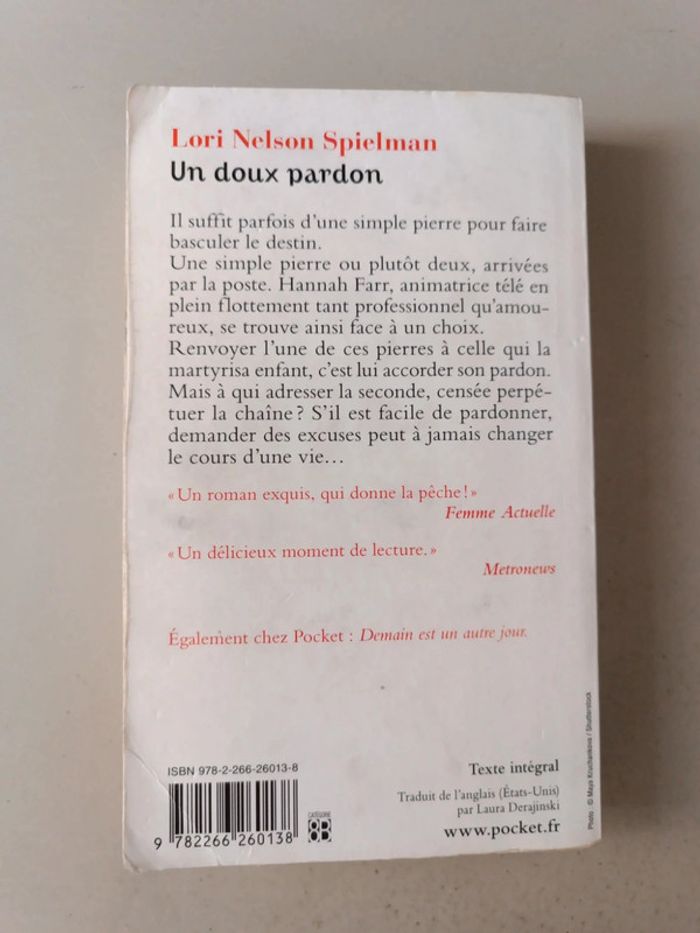 Lori Nelson Spielman
Un doux pardon
Il suffit parfois d'une simple pierre pour faire
basculer le destin.
Une simple pierre ou plutôt deux, arrivées
par la poste. Hannah Farr, animatrice télé en
plein flottement tant professionnel qu'amou-
reux, se trouve ainsi face à un choix.
Renvoyer l'une de ces pierres à celle qui la
martyrisa enfant, c'est lui accorder son pardon.
Mais à qui adresser la seconde, censée perpé-
tuer la chaîne ? S'il est facile de pardonner,
demander des excuses peut à jamais changer
le cours d'une vie…
« Un roman exquis, qui donne la pêche ! »
Femme Actuelle
« Un délicieux moment de lecture. »
Metronews
Également chez Pocket : Demain est un autre jour.
ISBN 978-2-266-26013-8
9 782266 260138
CATÉGORIE
8B
Texte intégral
Traduit de l'anglais (États-Unis)
par Laura Derajinski
www.pocket.fr
Photo : © Maya Kruchankova / Shutterstock